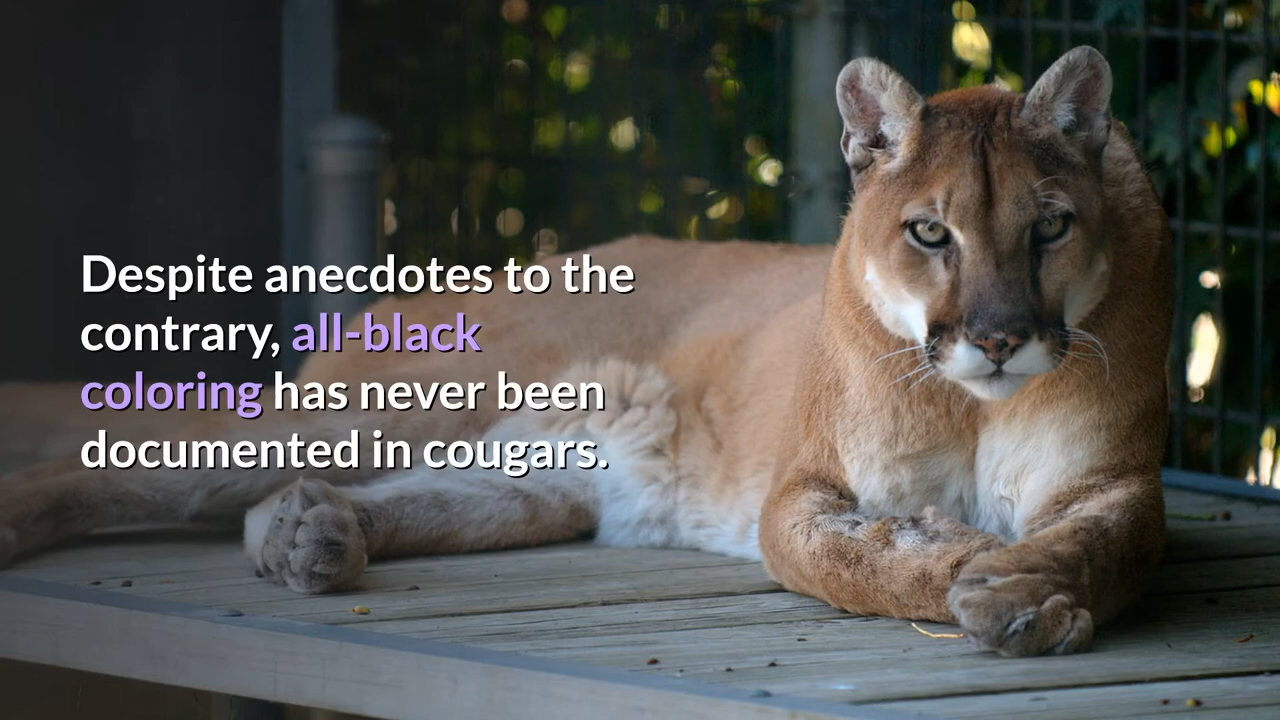 Despite anecdotes to the
contrary, all-black
coloring has never been
documented in cougars.